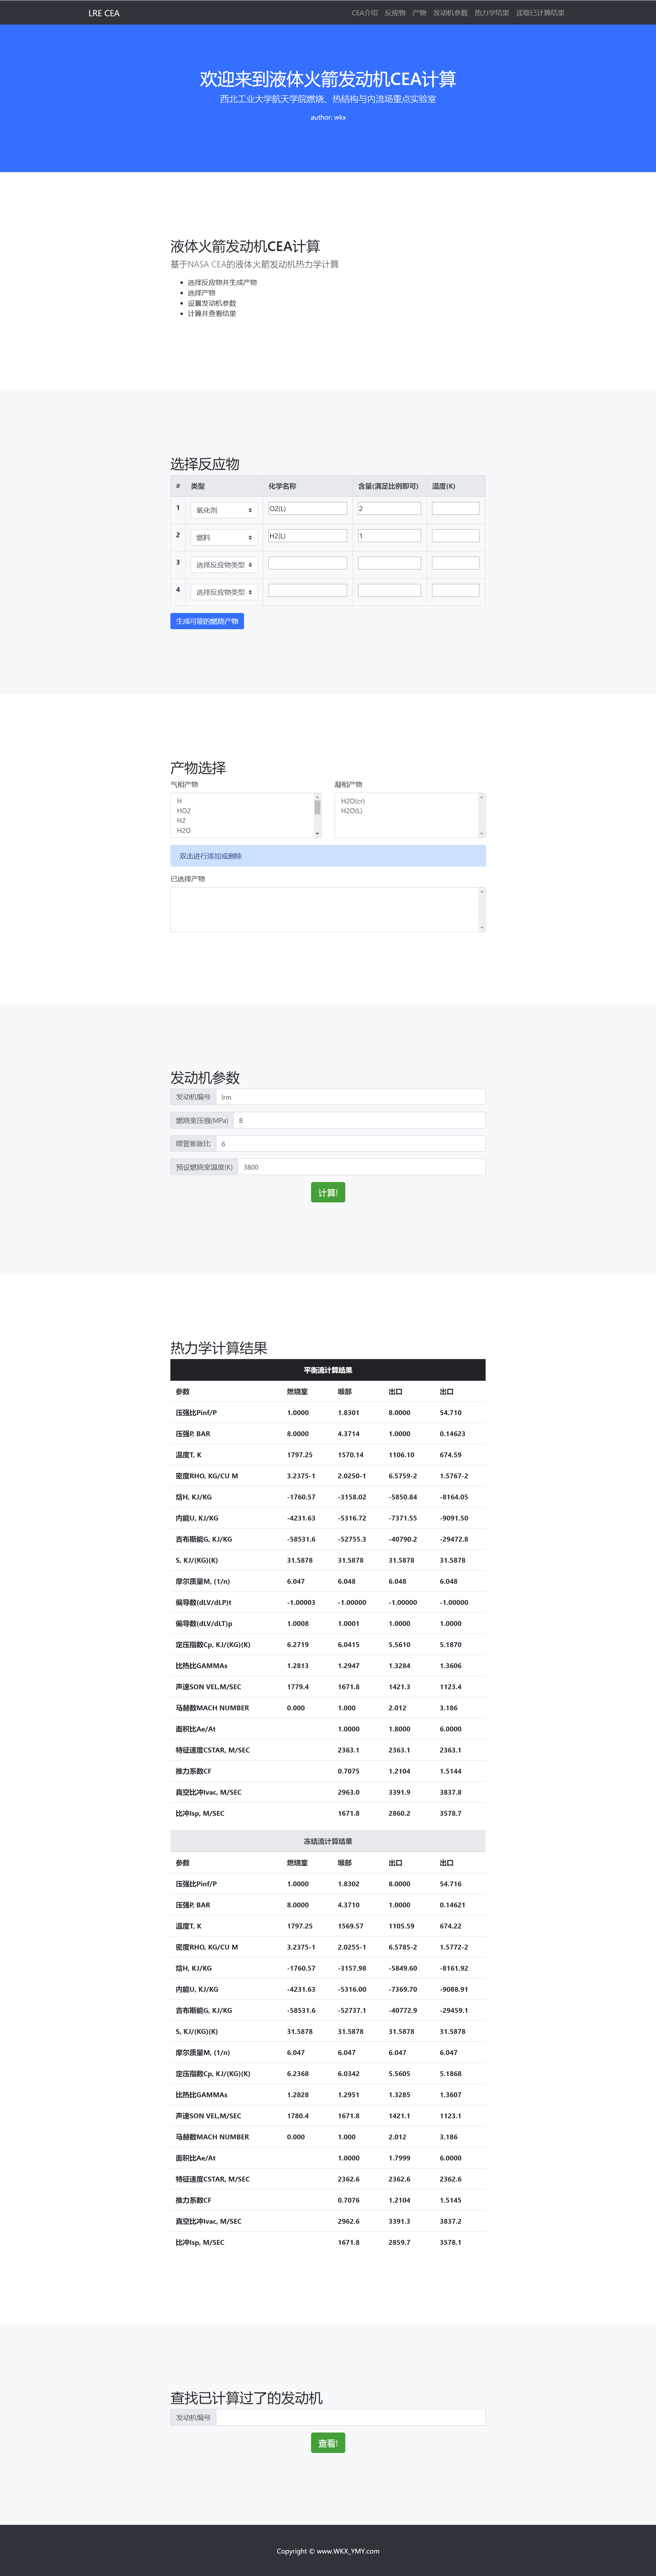 LRE CEA
CEA介绍 反应物 产物 发动机参数 热力学结果 读取已计算结果
欢迎来到液体火箭发动机CEA计算
西北工业大学航天学院燃烧、热结构与内流场重点实验室
author: wkx
液体火箭发动机CEA计算
基于NASA CEA的液体火箭发动机热力学计算
选择反应物并生成产物
选择产物
设置发动机参数
计算并查看结果
选择反应物
# 类型 化学名称 含量(满足比例即可) 温度(K)
1 氧化剂 O2(L) 2
2 燃料 H2(L) 1
3 选择反应物类型
4 选择反应物类型
生成可能的燃烧产物
产物选择
气相产物 凝相产物
H H2O(cr)
HO2 H2O(L)
H2
H2O
双击进行添加或删除
已选择产物
发动机参数
发动机编号 lrm
燃烧室压强(MPa) 8
喷管膨胀比 6
预设燃烧室温度(K) 3800
计算!
热力学计算结果
平衡流计算结果
参数 燃烧室 喉部 出口 出口
压强比Pinf/P 1.0000 1.8301 8.0000 54.710
压强P, BAR 8.0000 4.3714 1.0000 0.14623
温度T, K 1797.25 1570.14 1106.10 674.59
密度RHO, KG/CU M 3.2375-1 2.0250-1 6.5759-2 1.5767-2
焓H, KJ/KG -1760.57 -3158.02 -5850.84 -8164.05
内能U, KJ/KG -4231.63 -5316.72 -7371.55 -9091.50
吉布斯能G, KJ/KG -58531.6 -52755.3 -40790.2 -29472.8
S, KJ/(KG)(K) 31.5878 31.5878 31.5878 31.5878
摩尔质量M, (1/n) 6.047 6.048 6.048 6.048
偏导数(dLV/dLP)t -1.00003 -1.00000 -1.00000 -1.00000
偏导数(dLV/dLT)p 1.0008 1.0001 1.0000 1.0000
定压指数Cp, KJ/(KG)(K) 6.2719 6.0415 5.5610 5.1870
比热比GAMMAs 1.2813 1.2947 1.3284 1.3606
声速SON VEL,M/SEC 1779.4 1671.8 1421.3 1123.4
马赫数MACH NUMBER 0.000 1.000 2.012 3.186
面积比Ae/At 1.0000 1.8000 6.0000
特征速度CSTAR, M/SEC 2363.1 2363.1 2363.1
推力系数CF 0.7075 1.2104 1.5144
真空比冲Ivac, M/SEC 2963.0 3391.9 3837.8
比冲Isp, M/SEC 1671.8 2860.2 3578.7
冻结流计算结果
参数 燃烧室 喉部 出口 出口
压强比Pinf/P 1.0000 1.8302 8.0000 54.716
压强P, BAR 8.0000 4.3710 1.0000 0.14621
温度T, K 1797.25 1569.57 1105.59 674.22
密度RHO, KG/CU M 3.2375-1 2.0255-1 6.5785-2 1.5772-2
焓H, KJ/KG -1760.57 -3157.98 -5849.60 -8161.92
内能U, KJ/KG -4231.63 -5316.00 -7369.70 -9088.91
吉布斯能G, KJ/KG -58531.6 -52737.1 -40772.9 -29459.1
S, KJ/(KG)(K) 31.5878 31.5878 31.5878 31.5878
摩尔质量M, (1/n) 6.047 6.047 6.047 6.047
定压指数Cp, KJ/(KG)(K) 6.2368 6.0342 5.5605 5.1868
比热比GAMMAs 1.2828 1.2951 1.3285 1.3607
声速SON VEL,M/SEC 1780.4 1671.8 1421.1 1123.1
马赫数MACH NUMBER 0.000 1.000 2.012 3.186
面积比Ae/At 1.0000 1.7999 6.0000
特征速度CSTAR, M/SEC 2362.6 2362.6 2362.6
推力系数CF 0.7076 1.2104 1.5145
真空比冲Ivac, M/SEC 2962.6 3391.3 3837.2
比冲Isp, M/SEC 1671.8 2859.7 3578.1
查找已计算过了的发动机
发动机编号
查看!
Copyright © www.WKX_YMY.com